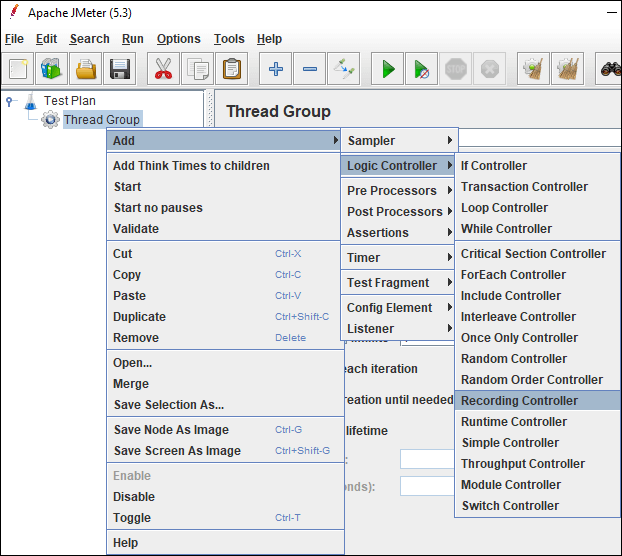 Apache JMeter (5.3)
File Edit Search Run Options Tools Help
Test Plan
Thread Group
Thread Group
Add
Add Think Times to children
Start
Start no pauses
Validate
Cut Ctrl-X
Copy Ctrl-C
Paste Ctrl-V
Duplicate Ctrl+Shift-C
Remove Delete
Open...
Merge
Save Selection As...
Save Node As Image Ctrl-G
Save Screen As Image Ctrl+Shift-G
Enable
Disable
Toggle Ctrl-T
Help
Sampler
Logic Controller
Pre Processors
Post Processors
Assertions
Timer
Test Fragment
Config Element
Listener
If Controller
Transaction Controller
Loop Controller
While Controller
Critical Section Controller
ForEach Controller
Include Controller
Interleave Controller
Once Only Controller
Random Controller
Random Order Controller
Recording Controller
Runtime Controller
Simple Controller
Throughput Controller
Module Controller
Switch Controller
each iteration
reation until needed
lifetime
onds):